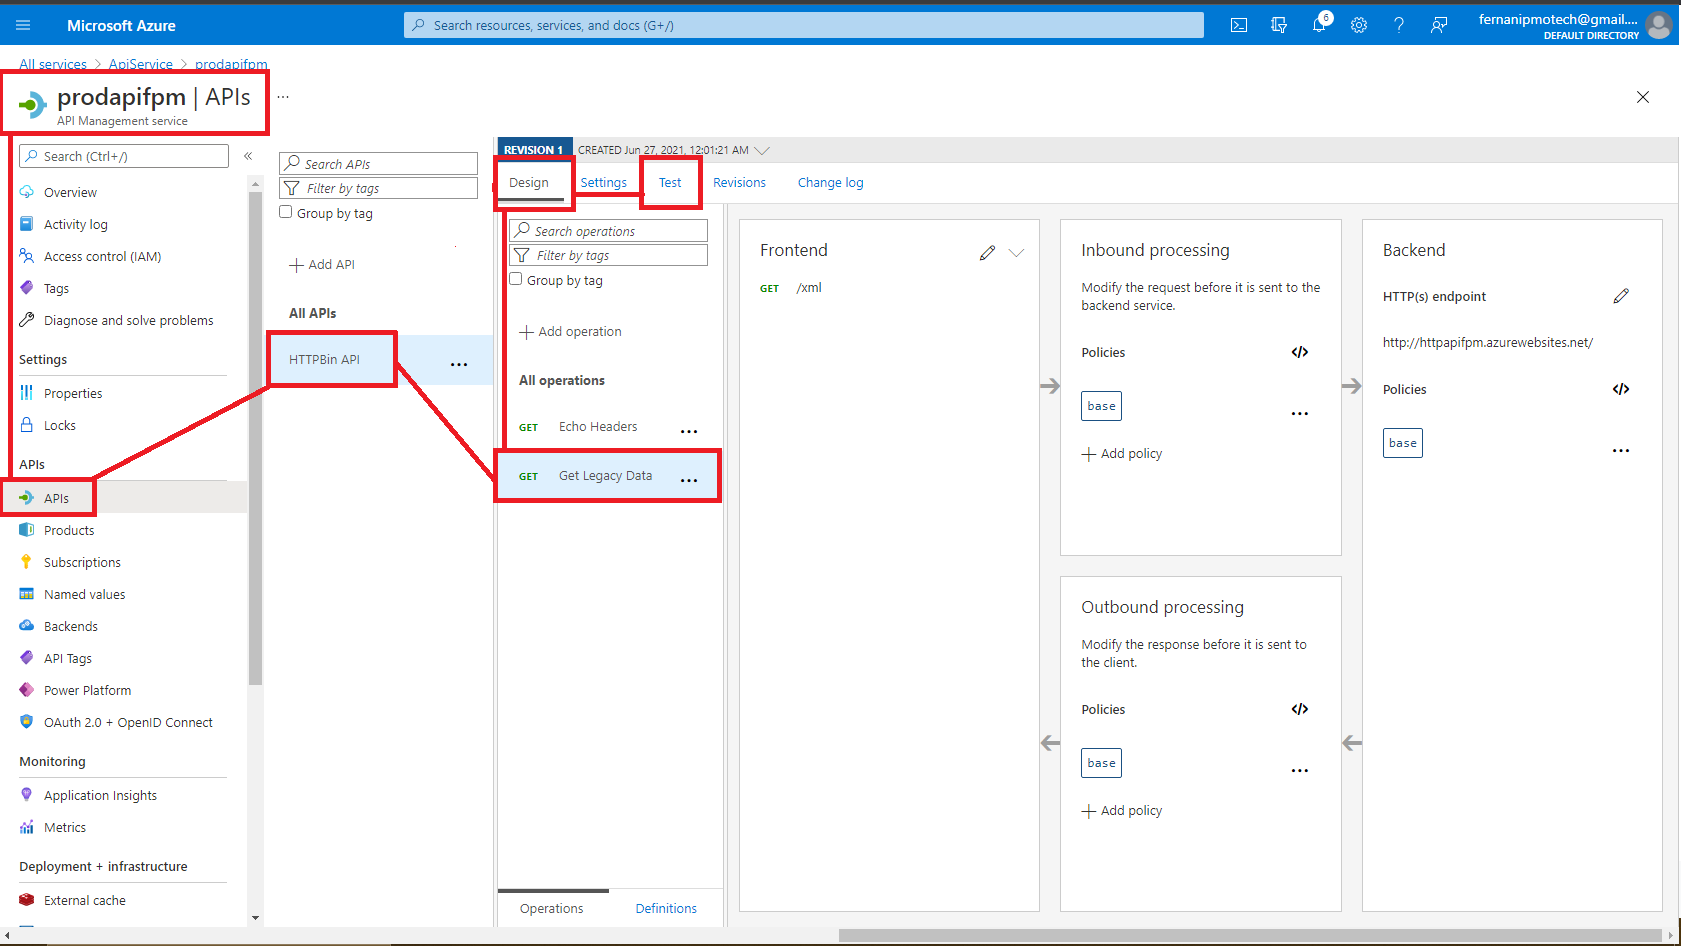 Microsoft Azure
Search resources, services, and docs (G+/)
6
fernanipmotech@gmail....
DEFAULT DIRECTORY
All services > ApiService > prodapifpm
prodapifpm | APIs ...
API Management service
Search (Ctrl+/)
Overview
Activity log
Access control (IAM)
Tags
Diagnose and solve problems
Settings
Properties
Locks
APIs
APIs
Products
Subscriptions
Named values
Backends
API Tags
Power Platform
OAuth 2.0 + OpenID Connect
Monitoring
Application Insights
Metrics
Deployment + infrastructure
External cache
Search APIs
Filter by tags
Group by tag
+ Add API
All APIs
HTTPBin API ...
REVISION 1 CREATED Jun 27, 2021, 12:01:21 AM
Design Settings Test Revisions Change log
Search operations
Filter by tags
Group by tag
+ Add operation
All operations
GET Echo Headers ...
GET Get Legacy Data ...
Operations Definitions
Frontend
GET /xml
Inbound processing
Modify the request before it is sent to the
backend service.
Policies </>
base ...
+ Add policy
Outbound processing
Modify the response before it is sent to
the client.
Policies </>
base ...
+ Add policy
Backend
HTTP(s) endpoint
http://httpapifpm.azurewebsites.net/
Policies </>
base ...